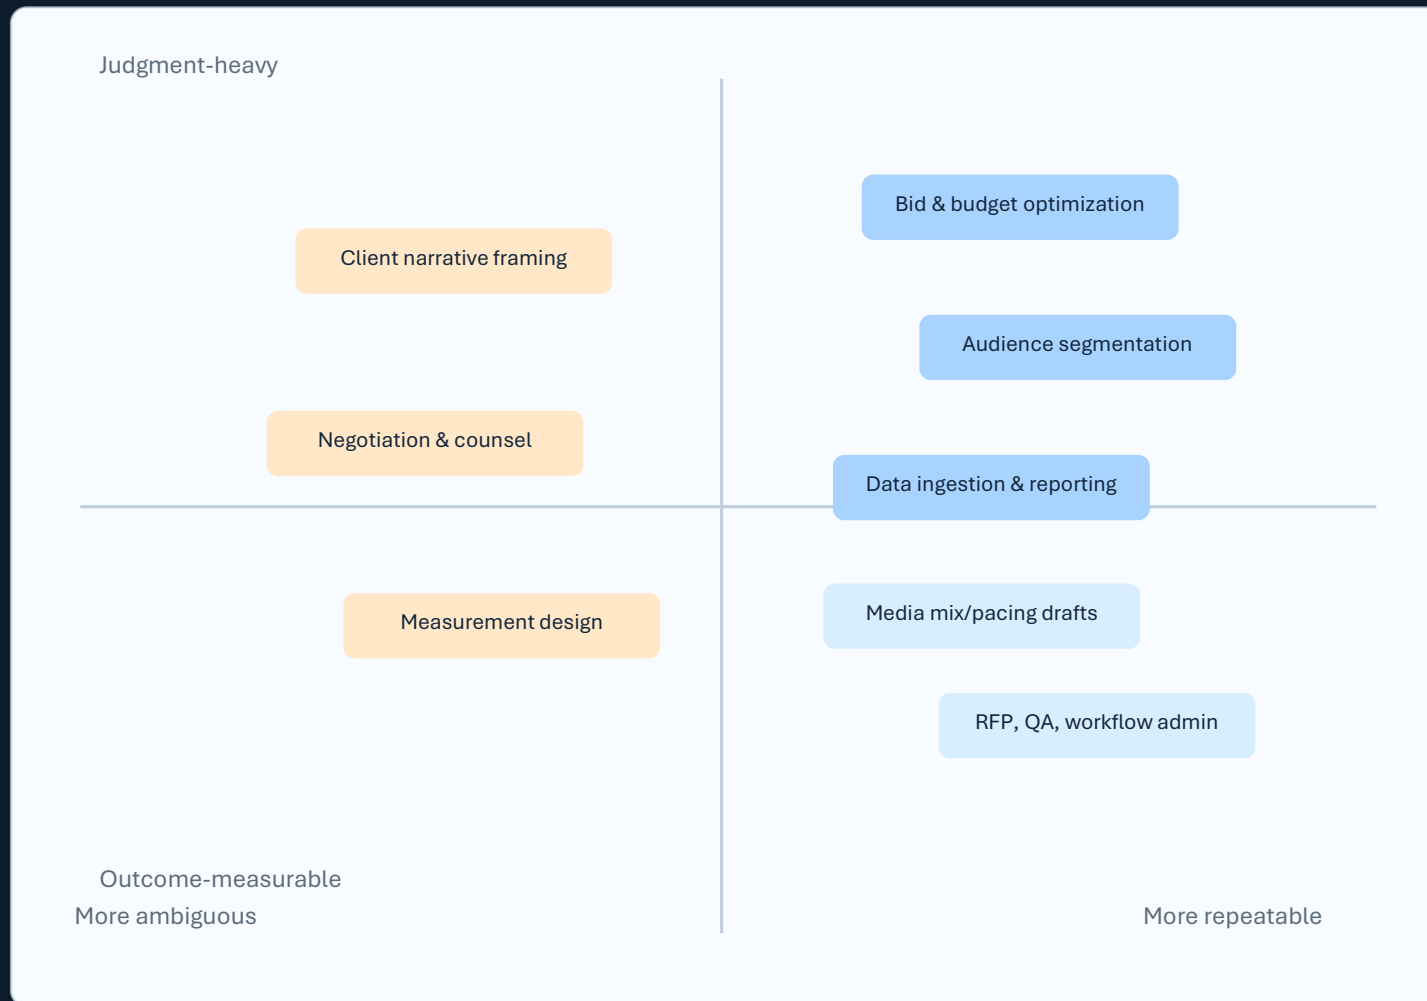 Judgment-heavy
Bid & budget optimization
Client narrative framing
Audience segmentation
Negotiation & counsel
Data ingestion & reporting
Media mix/pacing drafts
Measurement design
RFP, QA, workflow admin
Outcome-measurable
More ambiguous
More repeatable